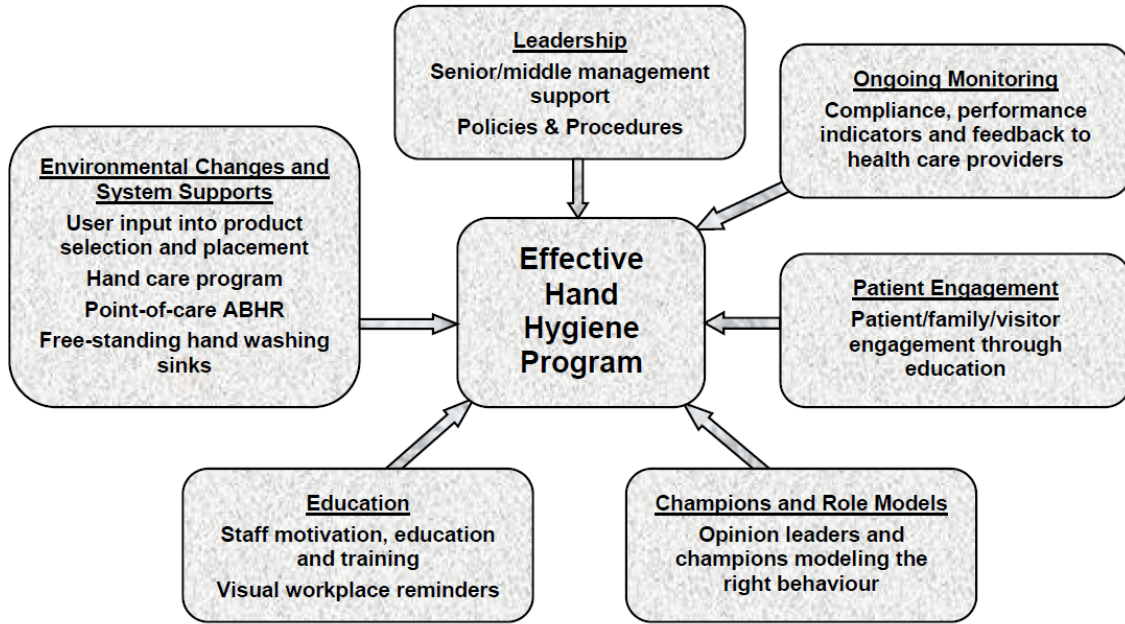 Leadership
Senior/middle management
support
Policies & Procedures
Ongoing Monitoring
Compliance, performance
indicators and feedback to
health care providers
Environmental Changes and
System Supports
User input into product
selection and placement
Hand care program
Point-of-care ABHR
Free-standing hand washing
sinks
Effective
Hand
Hygiene
Program
Patient Engagement
Patient/family/visitor
engagement through
education
Education
Staff motivation, education
and training
Visual workplace reminders
Champions and Role Models
Opinion leaders and
champions modeling the
right behaviour